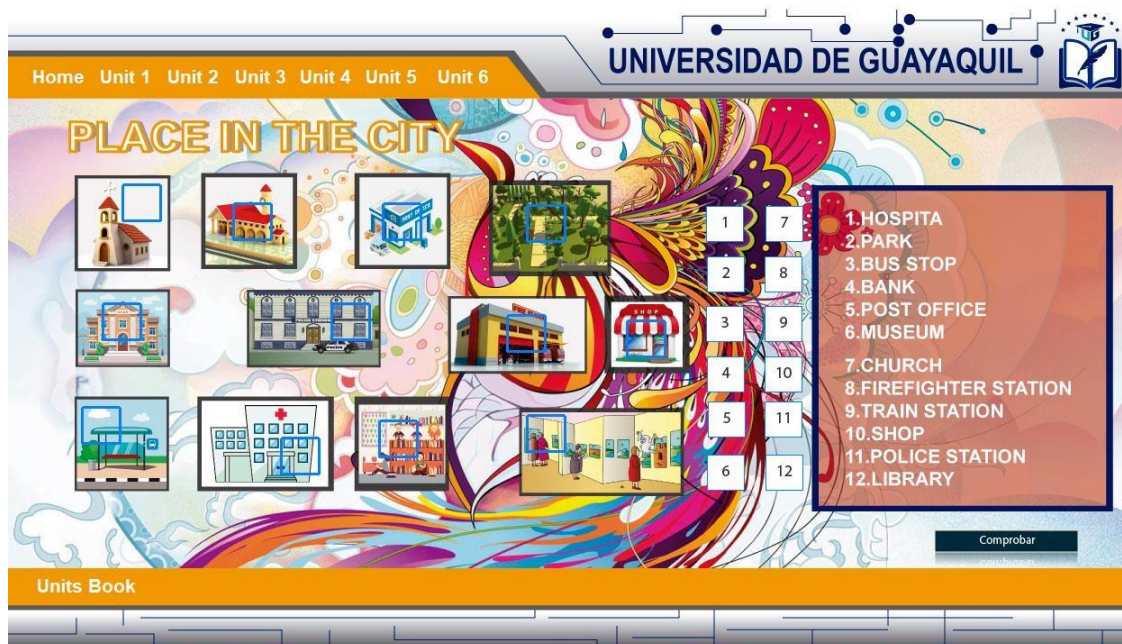 UNIVERSIDAD DE GUAYAQUIL
Home Unit 1 Unit 2 Unit 3 Unit 4 Unit 5 Unit 6
PLACE IN THE CITY
POST OFFICE
SHOP
1 7
2 8
3 9
4 10
5 11
6 12
1.HOSPITA
2.PARK
3.BUS STOP
4.BANK
5.POST OFFICE
6.MUSEUM
7.CHURCH
8.FIREFIGHTER STATION
9.TRAIN STATION
10.SHOP
11.POLICE STATION
12.LIBRARY
Comprobar
Units Book